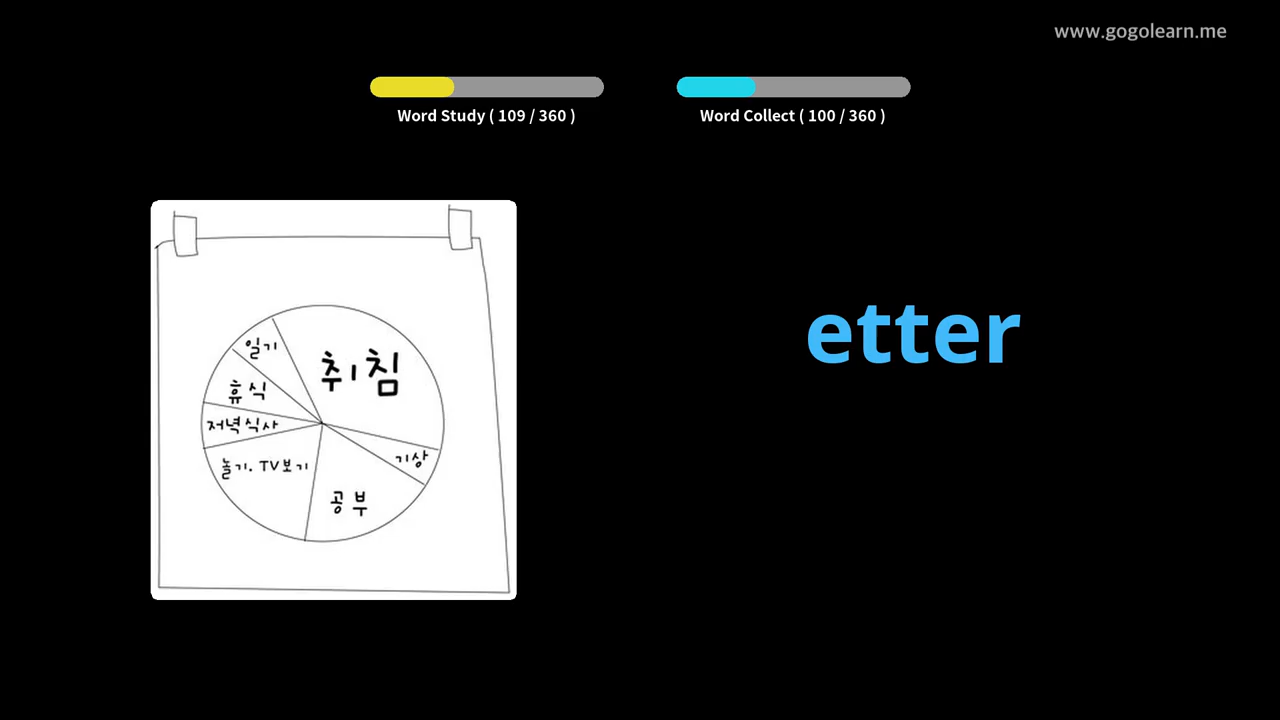 www.gogolearn.me
Word Study ( 109 / 360 )
Word Collect ( 100 / 360 )
일기
취침
휴식
저녁식사
놀기. TV보기
기상
공부
etter